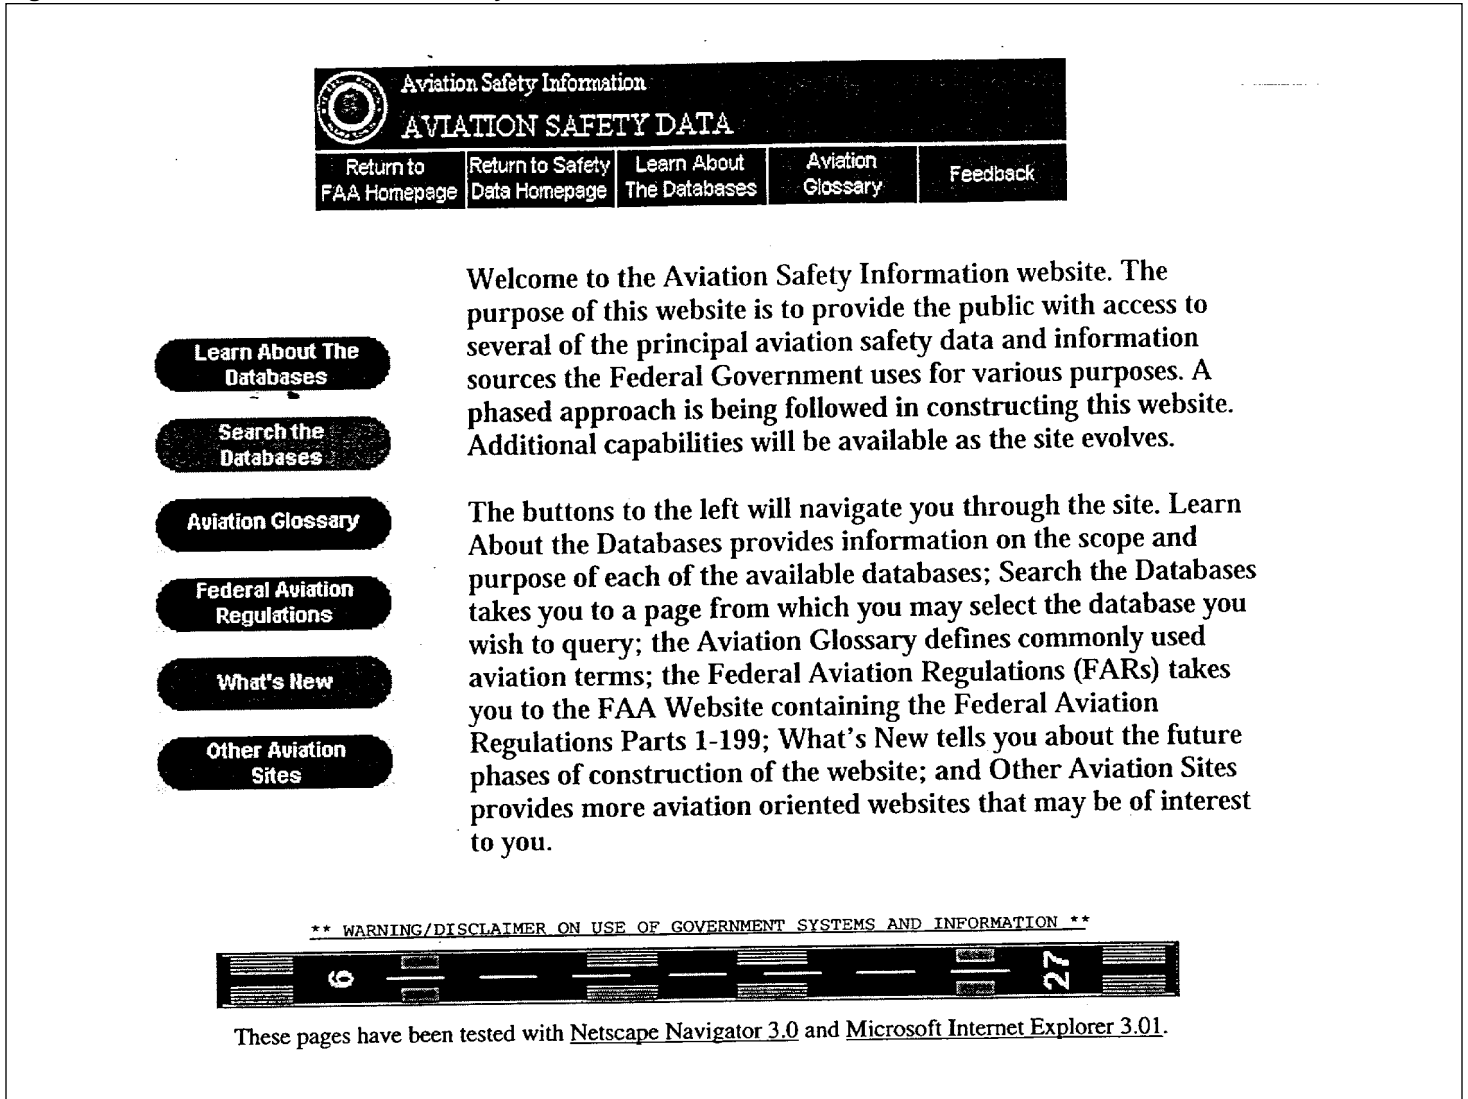 Aviation Safety Information
AVIATION SAFETY DATA
Return to
FAA Homepage
Return to Safety
Data Homepage
Learn About
The Databases
Aviation
Glossary
Feedback
Welcome to the Aviation Safety Information website. The
purpose of this website is to provide the public with access to
several of the principal aviation safety data and information
sources the Federal Government uses for various purposes. A
phased approach is being followed in constructing this website.
Additional capabilities will be available as the site evolves.
Learn About The
Databases
Search the
Databases
Aviation Glossary
Federal Aviation
Regulations
What's New
Other Aviation
Sites
The buttons to the left will navigate you through the site. Learn
About the Databases provides information on the scope and
purpose of each of the available databases; Search the Databases
takes you to a page from which you may select the database you
wish to query; the Aviation Glossary defines commonly used
aviation terms; the Federal Aviation Regulations (FARs) takes
you to the FAA Website containing the Federal Aviation
Regulations Parts 1-199; What's New tells you about the future
phases of construction of the website; and Other Aviation Sites
provides more aviation oriented websites that may be of interest
to you.
** WARNING/DISCLAIMER ON USE OF GOVERNMENT SYSTEMS AND INFORMATION **
9
27
These pages have been tested with Netscape Navigator 3.0 and Microsoft Internet Explorer 3.01.